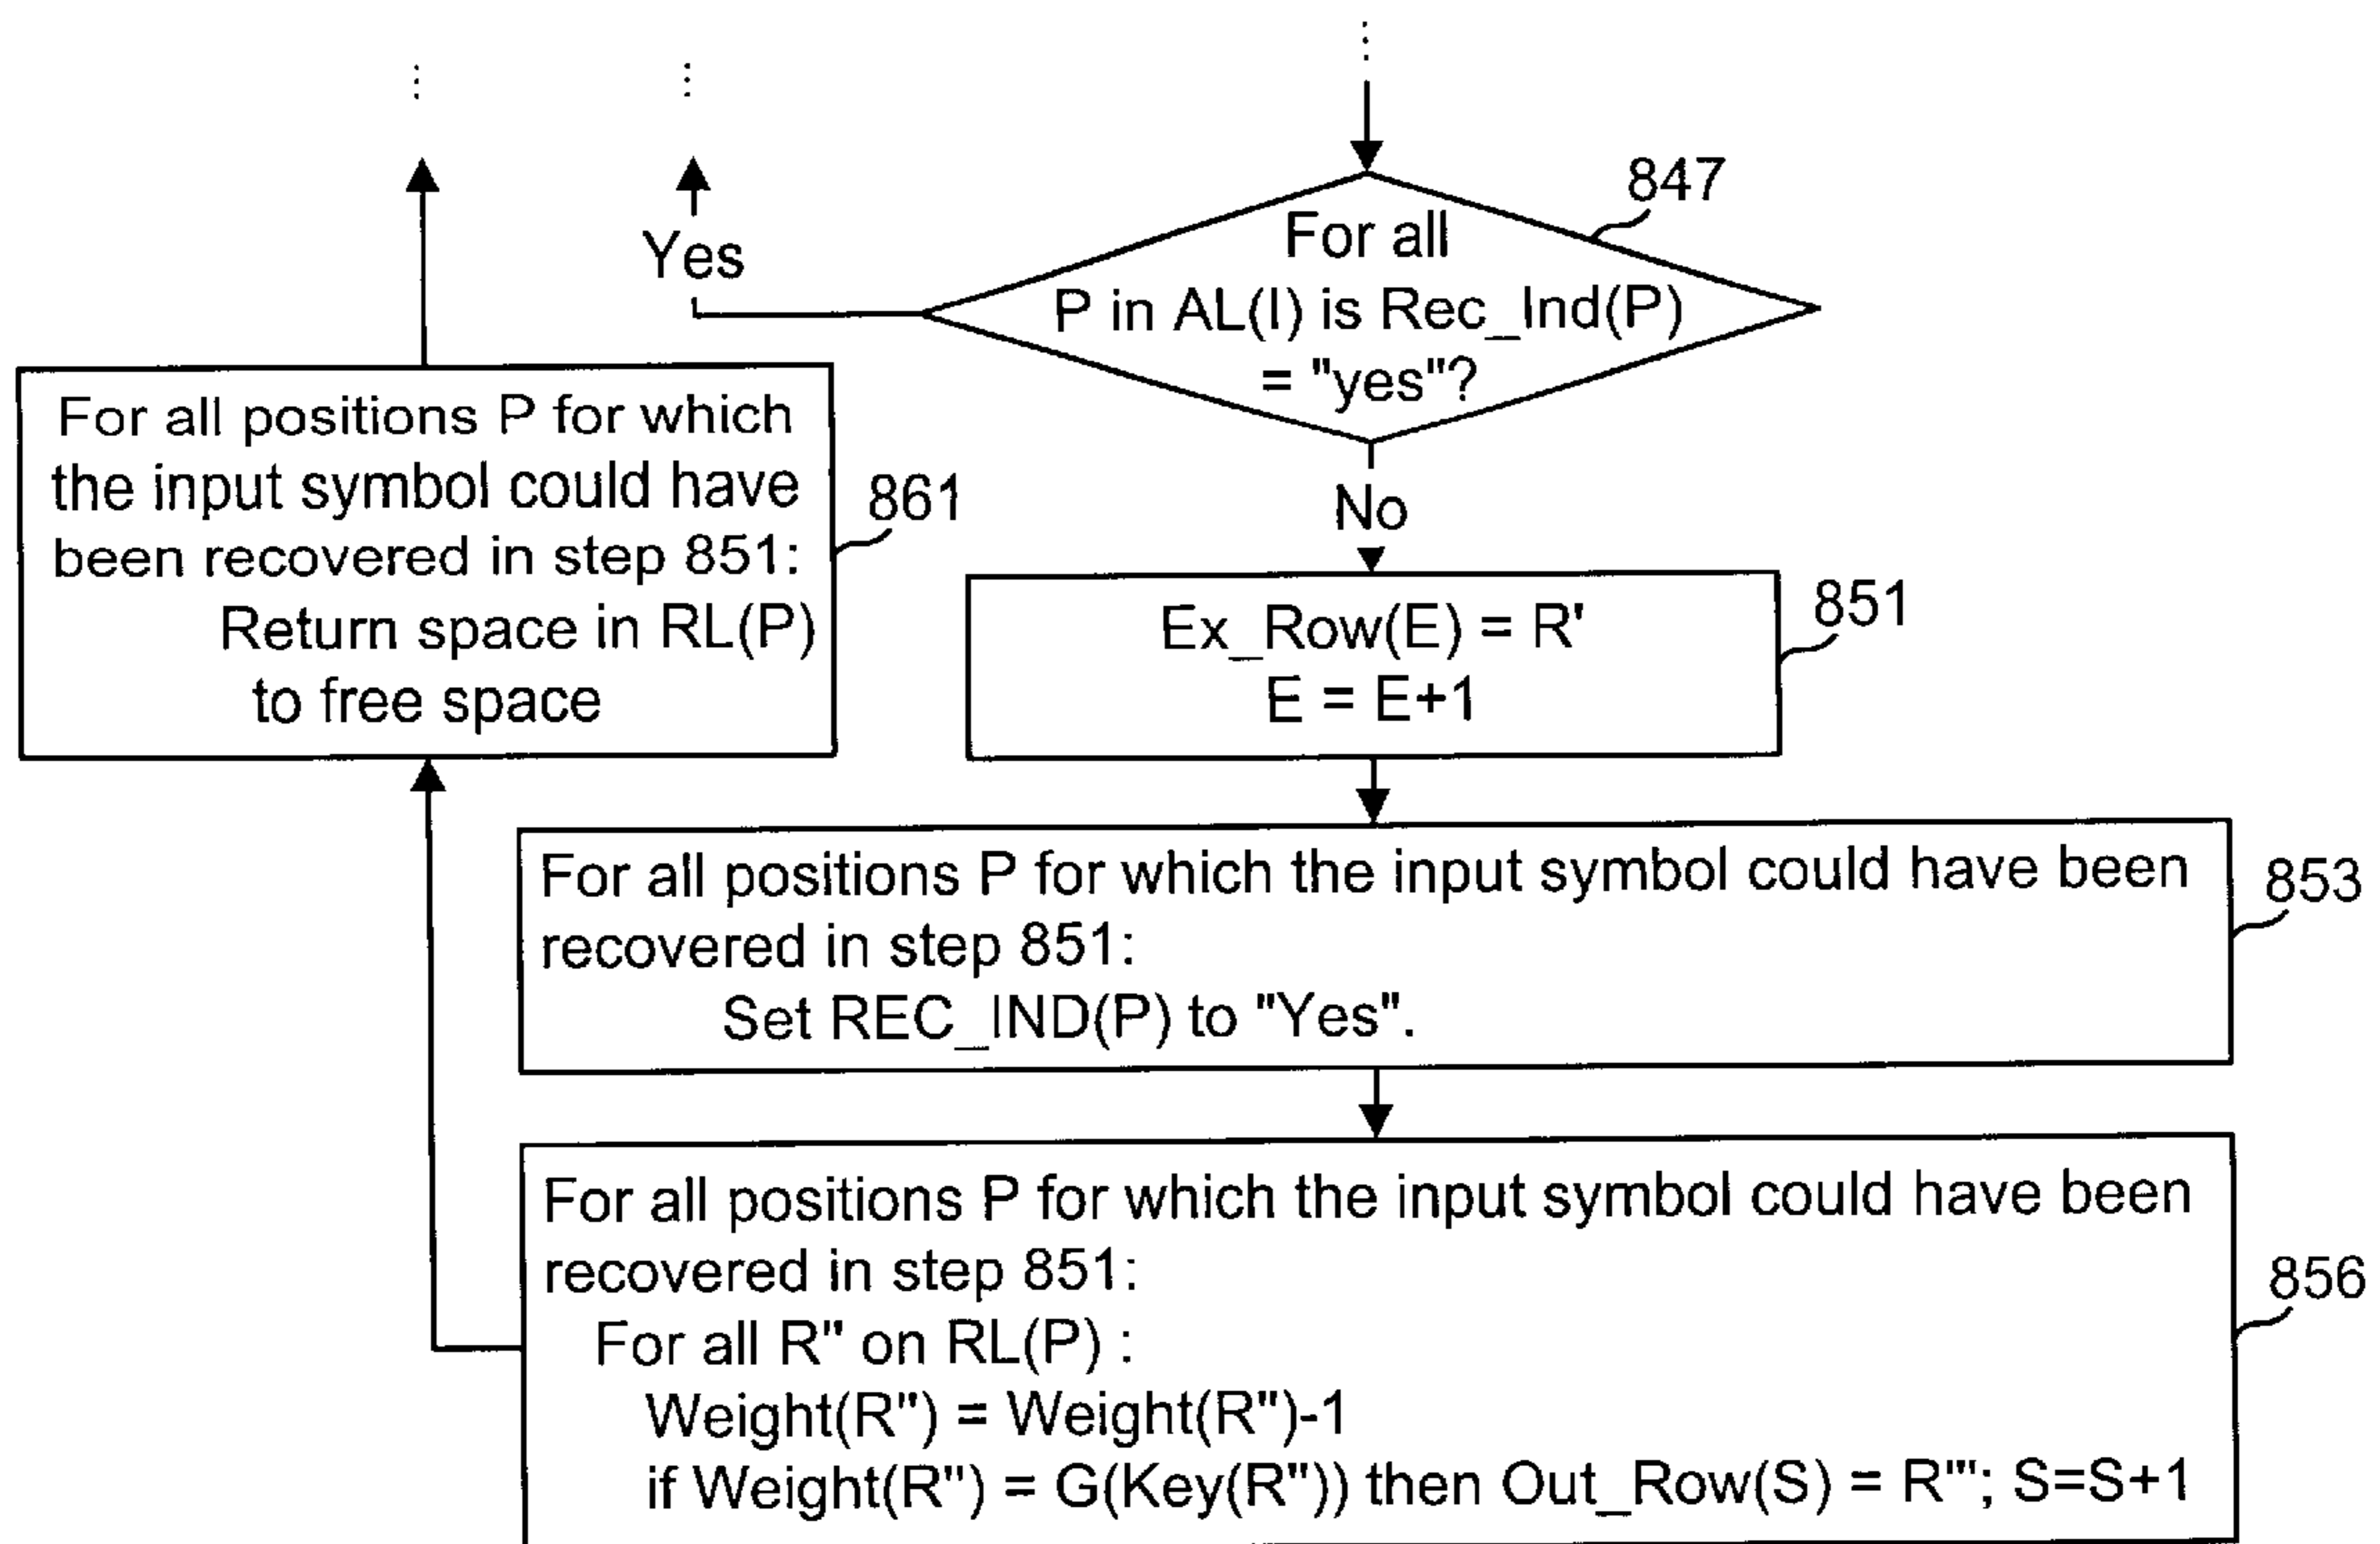 847
For all
P in AL(I) is Rec_Ind(P)
= "yes"?
Yes
No
851
Ex_Row(E) = R'
E = E+1
853
For all positions P for which the input symbol could have been
recovered in step 851:
Set REC_IND(P) to "Yes".
856
For all positions P for which the input symbol could have been
recovered in step 851:
For all R" on RL(P) :
Weight(R") = Weight(R")-1
if Weight(R") = G(Key(R")) then Out_Row(S) = R"'; S=S+1
861
For all positions P for which
the input symbol could have
been recovered in step 851:
Return space in RL(P)
to free space